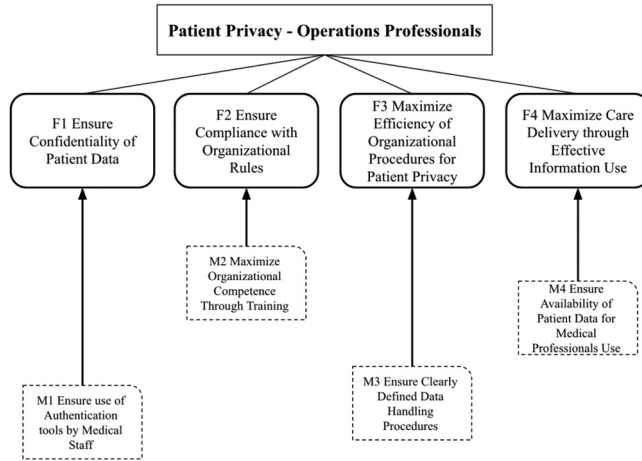 Patient Privacy - Operations Professionals
F1 Ensure
Confidentiality of
Patient Data
F2 Ensure
Compliance with
Organizational
Rules
F3 Maximize
Efficiency of
Organizational
Procedures for
Patient Privacy
F4 Maximize Care
Delivery through
Effective
Information Use
M2 Maximize
Organizational
Competence
Through Training
M4 Ensure
Availability of
Patient Data for
Medical
Professionals Use
M1 Ensure use of
Authentication
tools by Medical
Staff
M3 Ensure Clearly
Defined Data
Handling
Procedures